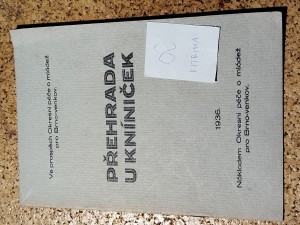 Ve prospěch Okresní péče o mládež
pro Brno-venkov.
PŘEHRADA
U KNÍNIČEK
1936.
Nákladem Okresní péče o mládež
pro Brno-venkov.